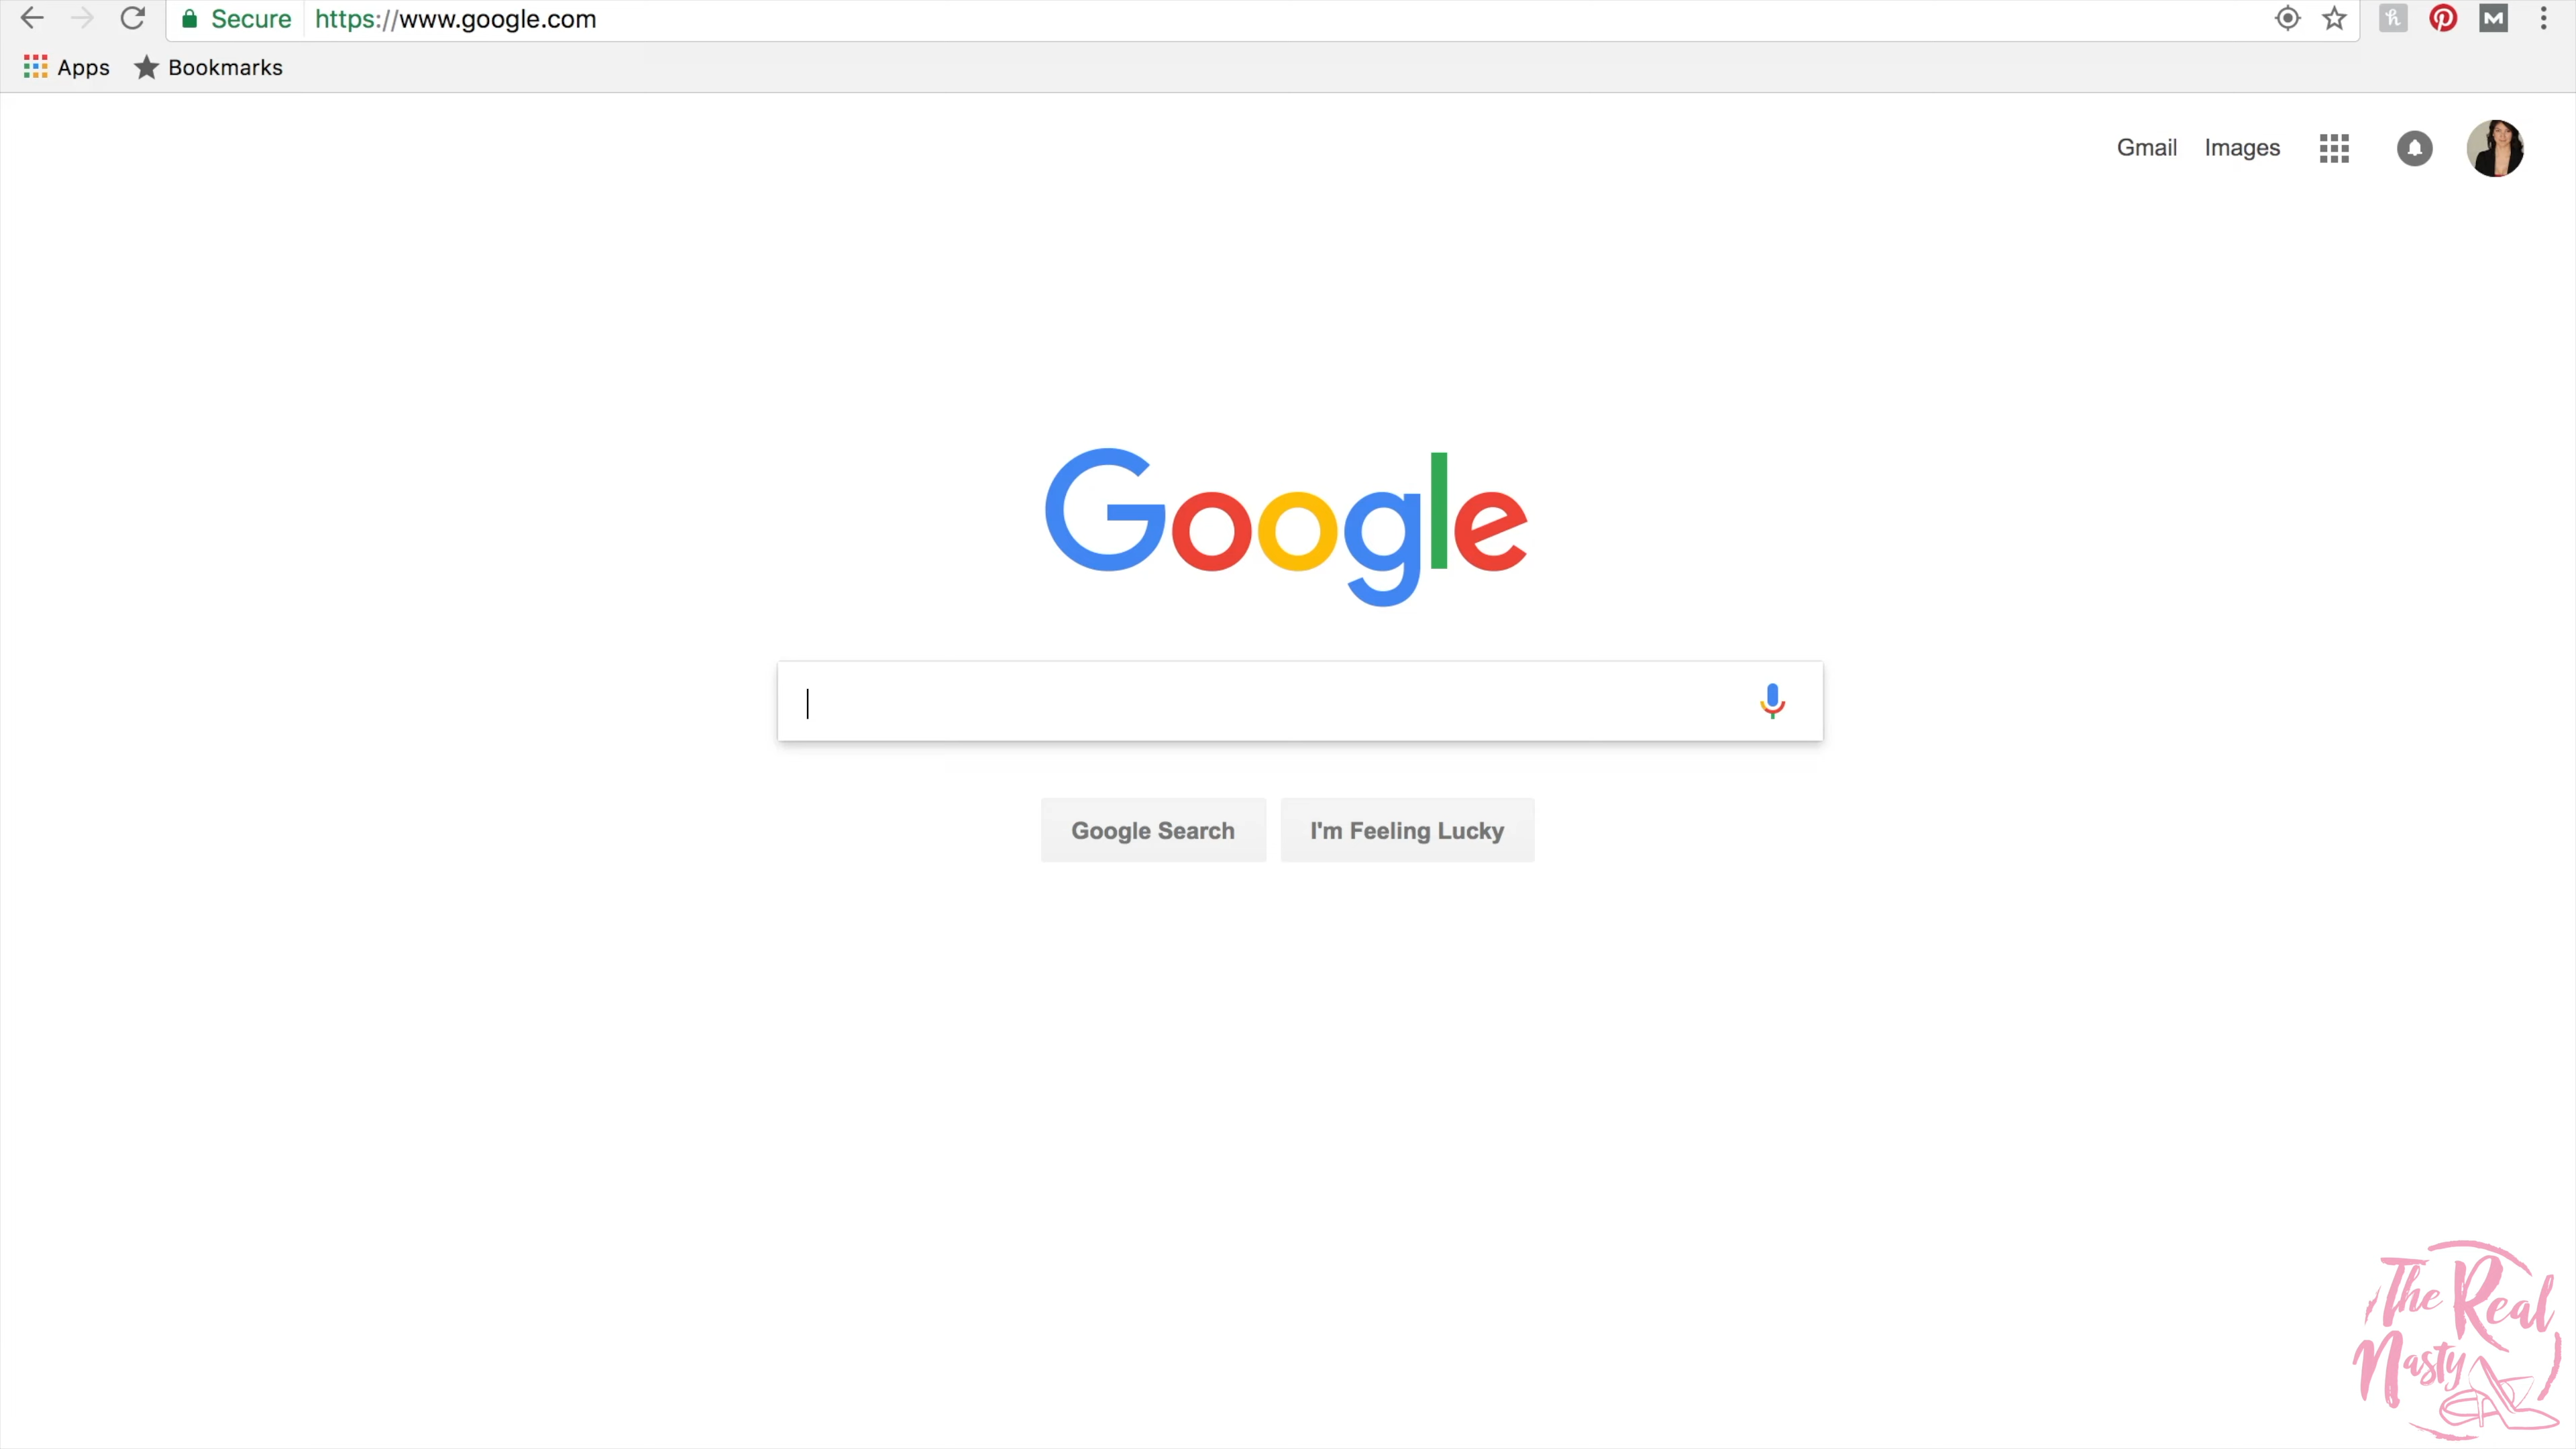 Secure https://www.google.com
Apps Bookmarks
Gmail Images
Google
Google Search I'm Feeling Lucky
The Real
Nasty